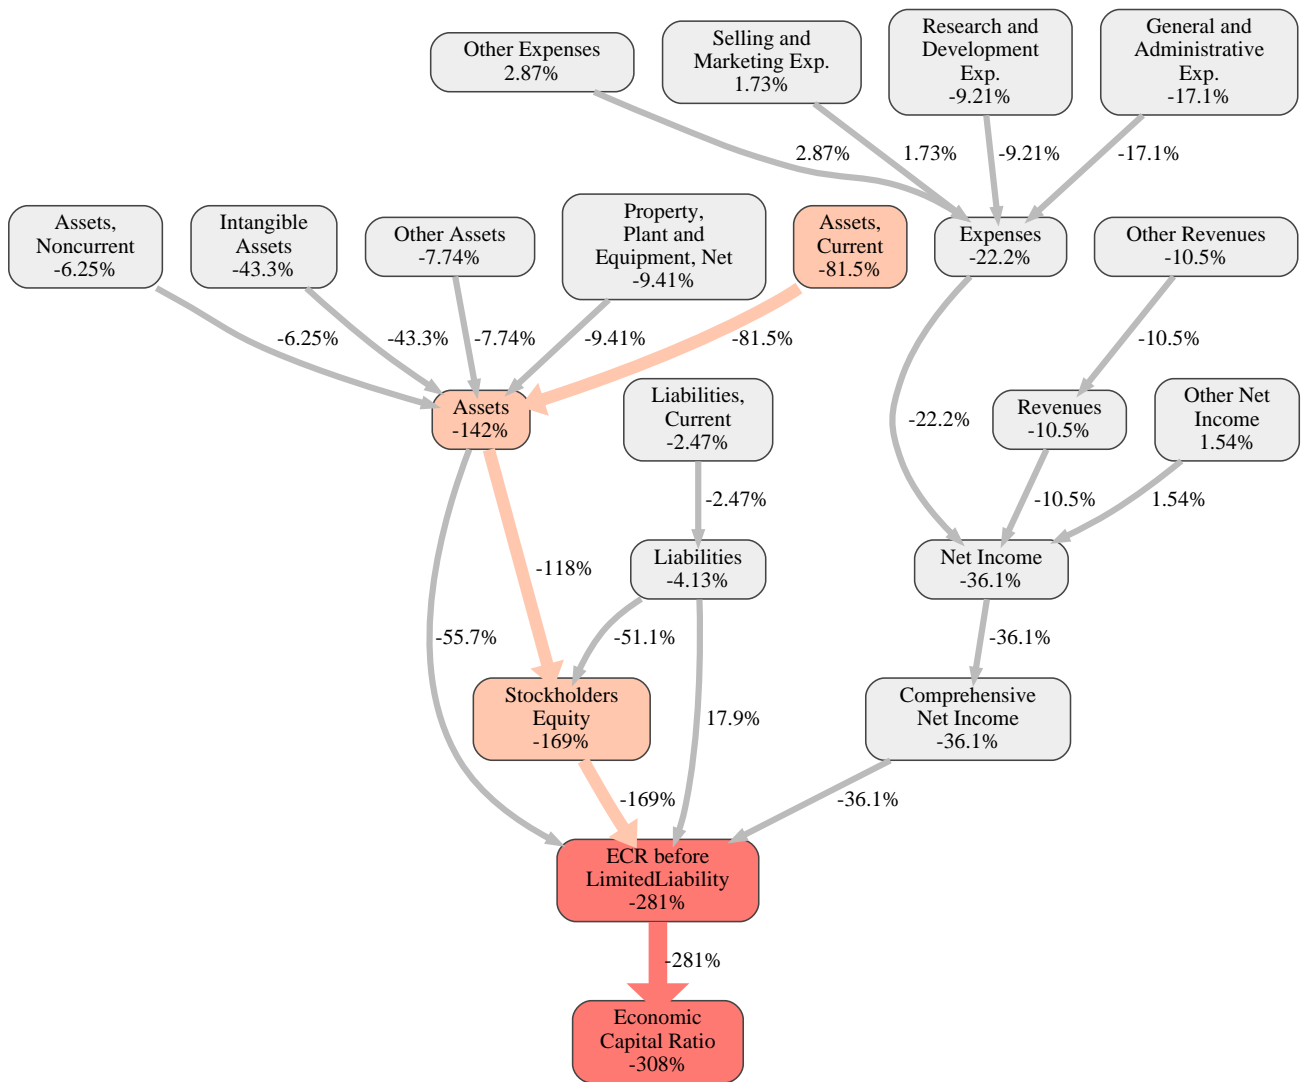 Other Expenses
2.87%
Selling and
Marketing Exp.
1.73%
Research and
Development
Exp.
-9.21%
General and
Administrative
Exp.
-17.1%
2.87%
1.73%
-9.21%
-17.1%
Assets,
Noncurrent
-6.25%
Intangible
Assets
-43.3%
Other Assets
-7.74%
Property,
Plant and
Equipment, Net
-9.41%
Assets,
Current
-81.5%
Expenses
-22.2%
Other Revenues
-10.5%
-6.25%
-43.3%
-7.74%
-9.41%
-81.5%
-10.5%
Assets
-142%
Liabilities,
Current
-2.47%
-22.2%
Revenues
-10.5%
Other Net
Income
1.54%
-2.47%
-10.5%
1.54%
-118%
Liabilities
-4.13%
Net Income
-36.1%
-55.7%
-51.1%
-36.1%
Stockholders
Equity
-169%
17.9%
Comprehensive
Net Income
-36.1%
-169%
-36.1%
ECR before
LimitedLiability
-281%
-281%
Economic
Capital Ratio
-308%